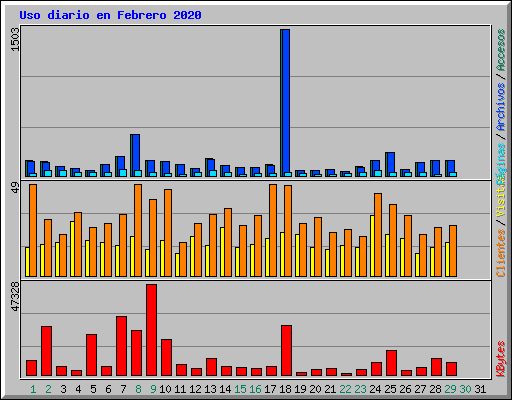 Uso diario en Febrero 2020
1503
49
47328
Accesos / Archivos / Páginas
Visitas / Clientes
KBytes
1 2 3 4 5 6 7 8 9 10 11 12 13 14 15 16 17 18 19 20 21 22 23 24 25 26 27 28 29 30 31